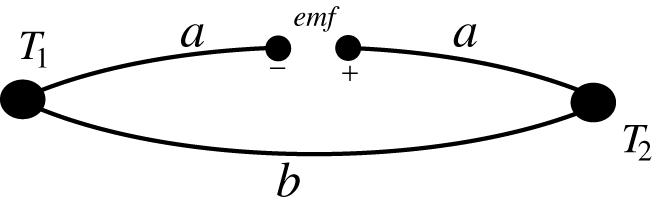 emf
T₁ a a
− +
T₂
b